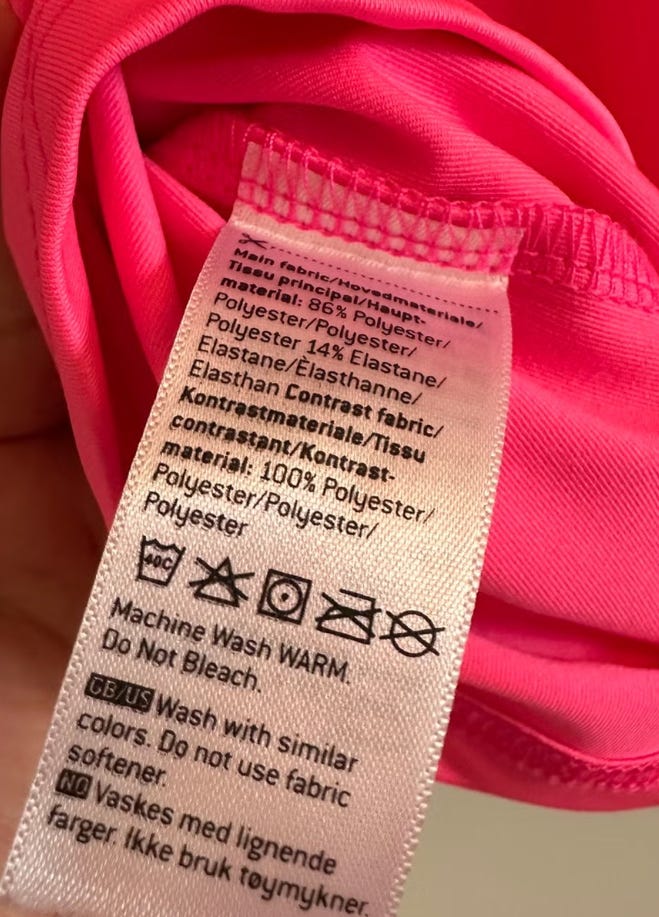 Main fabric/Hovedmateriale/
Tissu principal/Haupt-
material: 86% Polyester/
Polyester/Polyester/
Polyester 14% Elastane/
Elastane/Èlasthanne/
Elasthan Contrast fabric/
Kontrastmateriale/Tissu
contrastant/Kontrast-
material: 100% Polyester/
Polyester/Polyester/
Polyester
40C
Machine Wash WARM.
Do Not Bleach.
GB/US Wash with similar
colors. Do not use fabric
softener.
NO Vaskes med lignende
farger. Ikke bruk tøymykner.